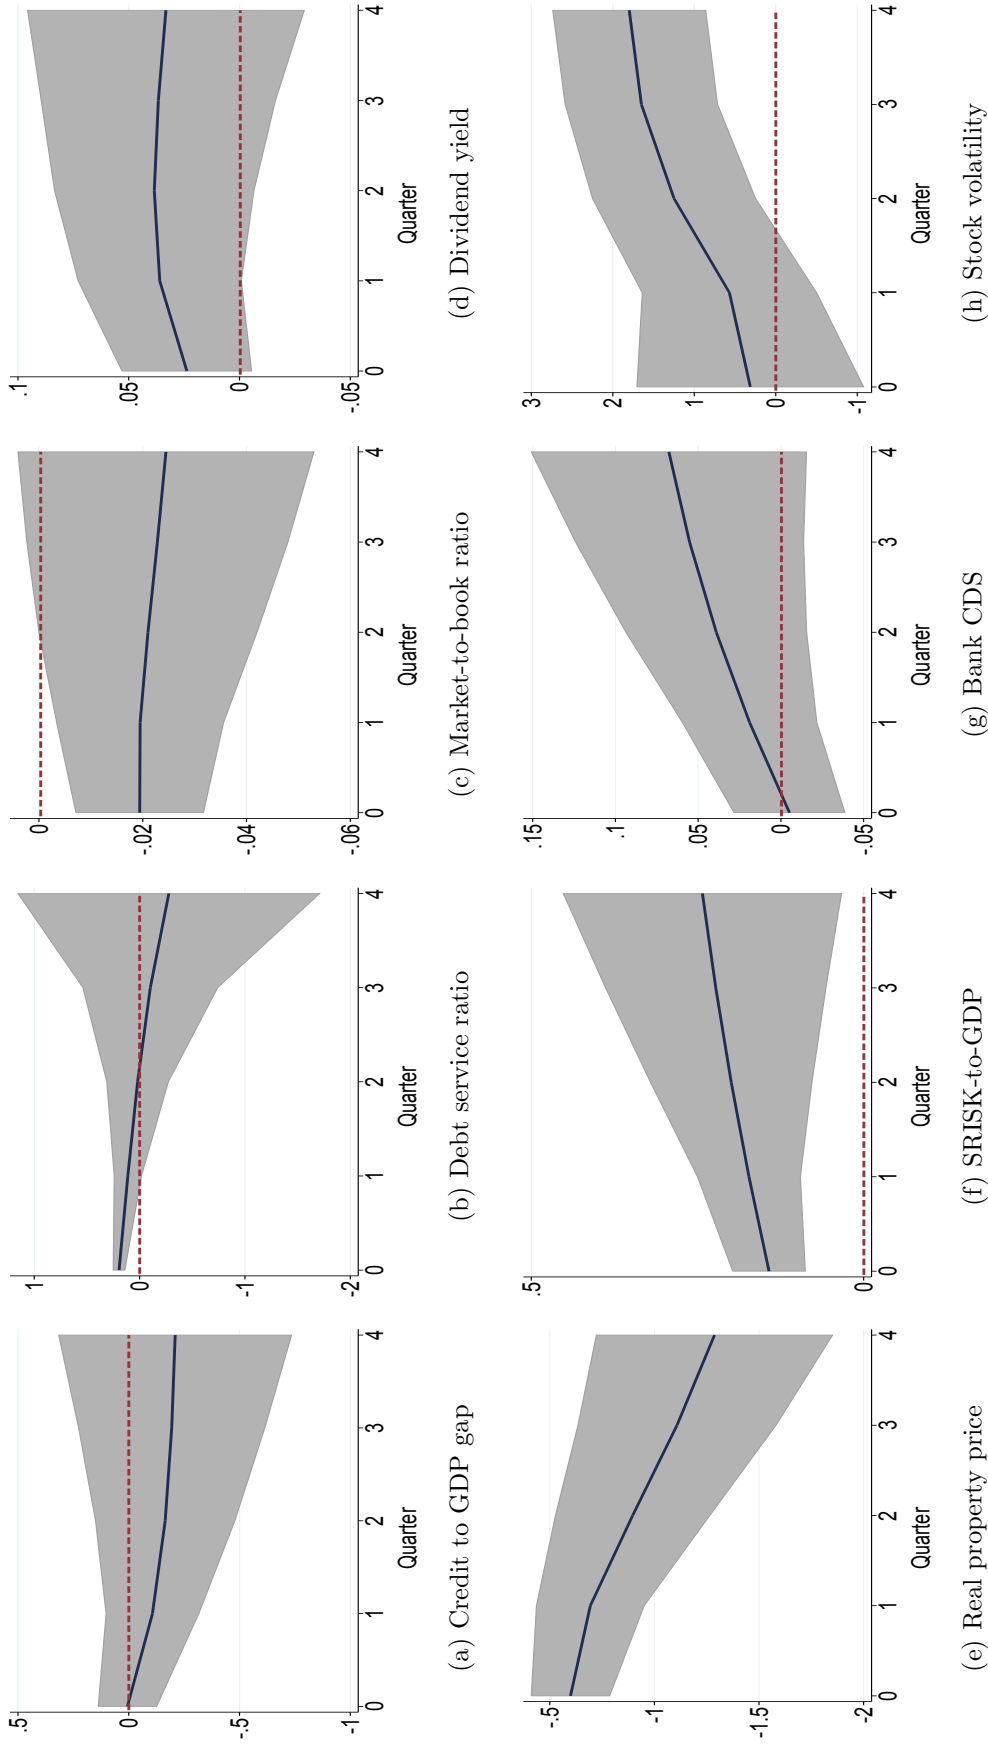 .5
0
-.5
-1
0 1 2 3 4
Quarter
(a) Credit to GDP gap
1
0
-1
-2
0 1 2 3 4
Quarter
(b) Debt service ratio
0
-.02
-.04
-.06
0 1 2 3 4
Quarter
(c) Market-to-book ratio
.1
.05
0
-.05
0 1 2 3 4
Quarter
(d) Dividend yield
-.5
-1
-1.5
-2
0 1 2 3 4
Quarter
(e) Real property price
.5
0
0 1 2 3 4
Quarter
(f) SRISK-to-GDP
.15
.1
.05
0
-.05
0 1 2 3 4
Quarter
(g) Bank CDS
3
2
1
0
-1
0 1 2 3 4
Quarter
(h) Stock volatility